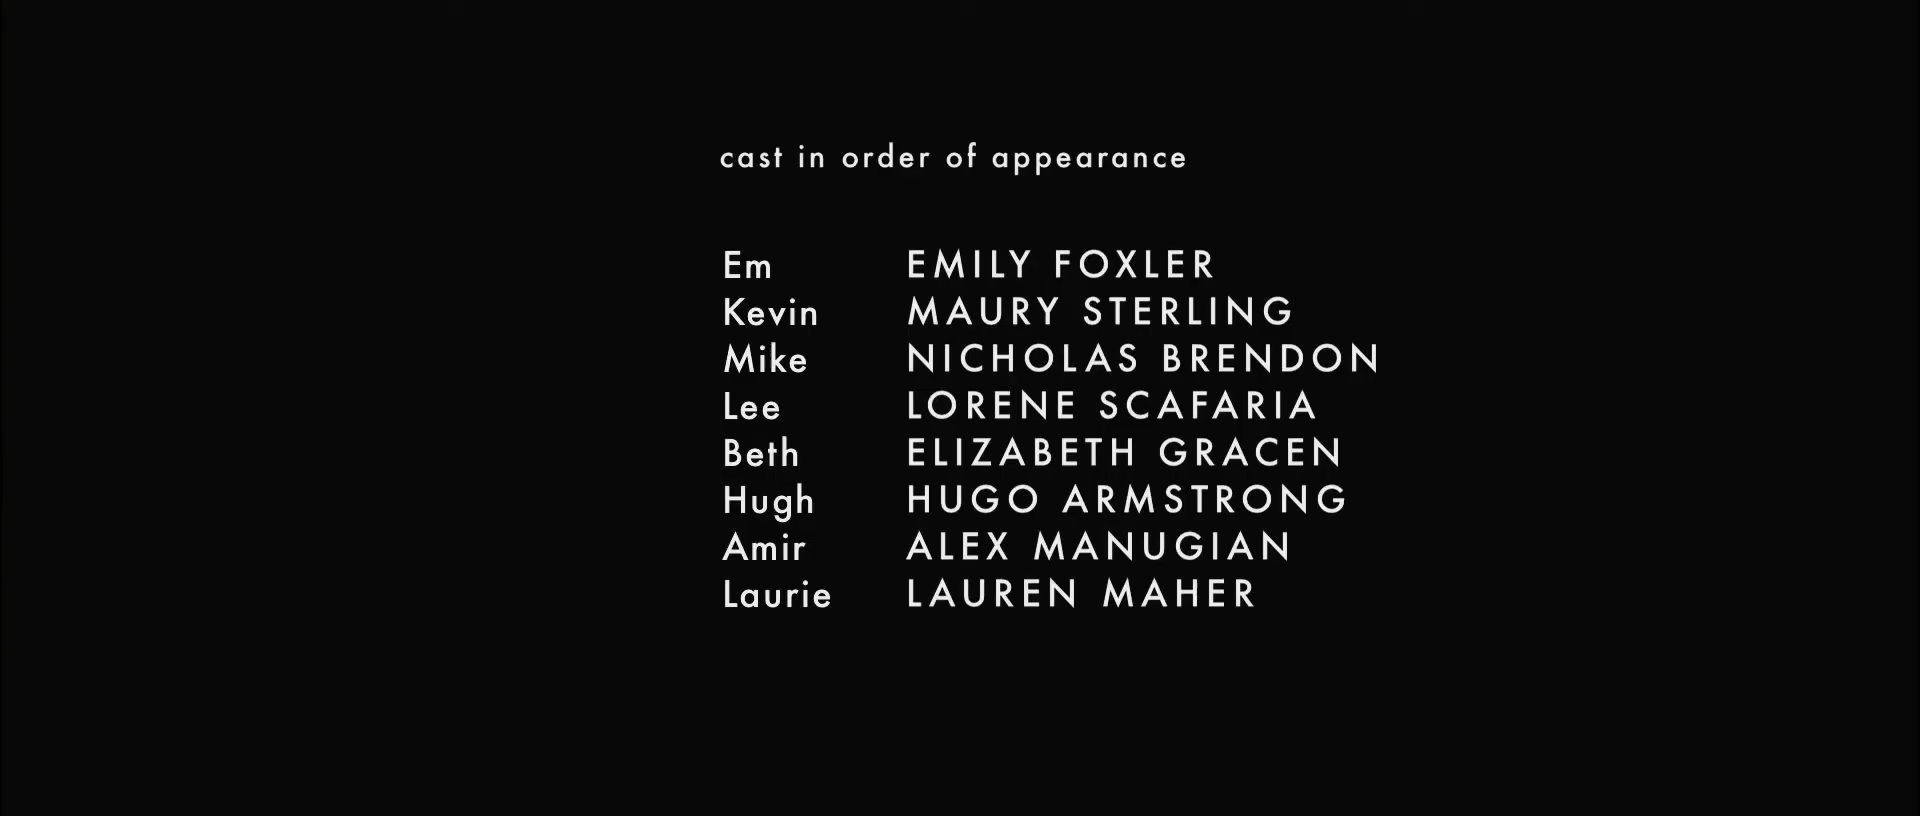 cast in order of appearance
Em EMILY FOXLER
Kevin MAURY STERLING
Mike NICHOLAS BRENDON
Lee LORENE SCAFARIA
Beth ELIZABETH GRACEN
Hugh HUGO ARMSTRONG
Amir ALEX MANUGIAN
Laurie LAUREN MAHER